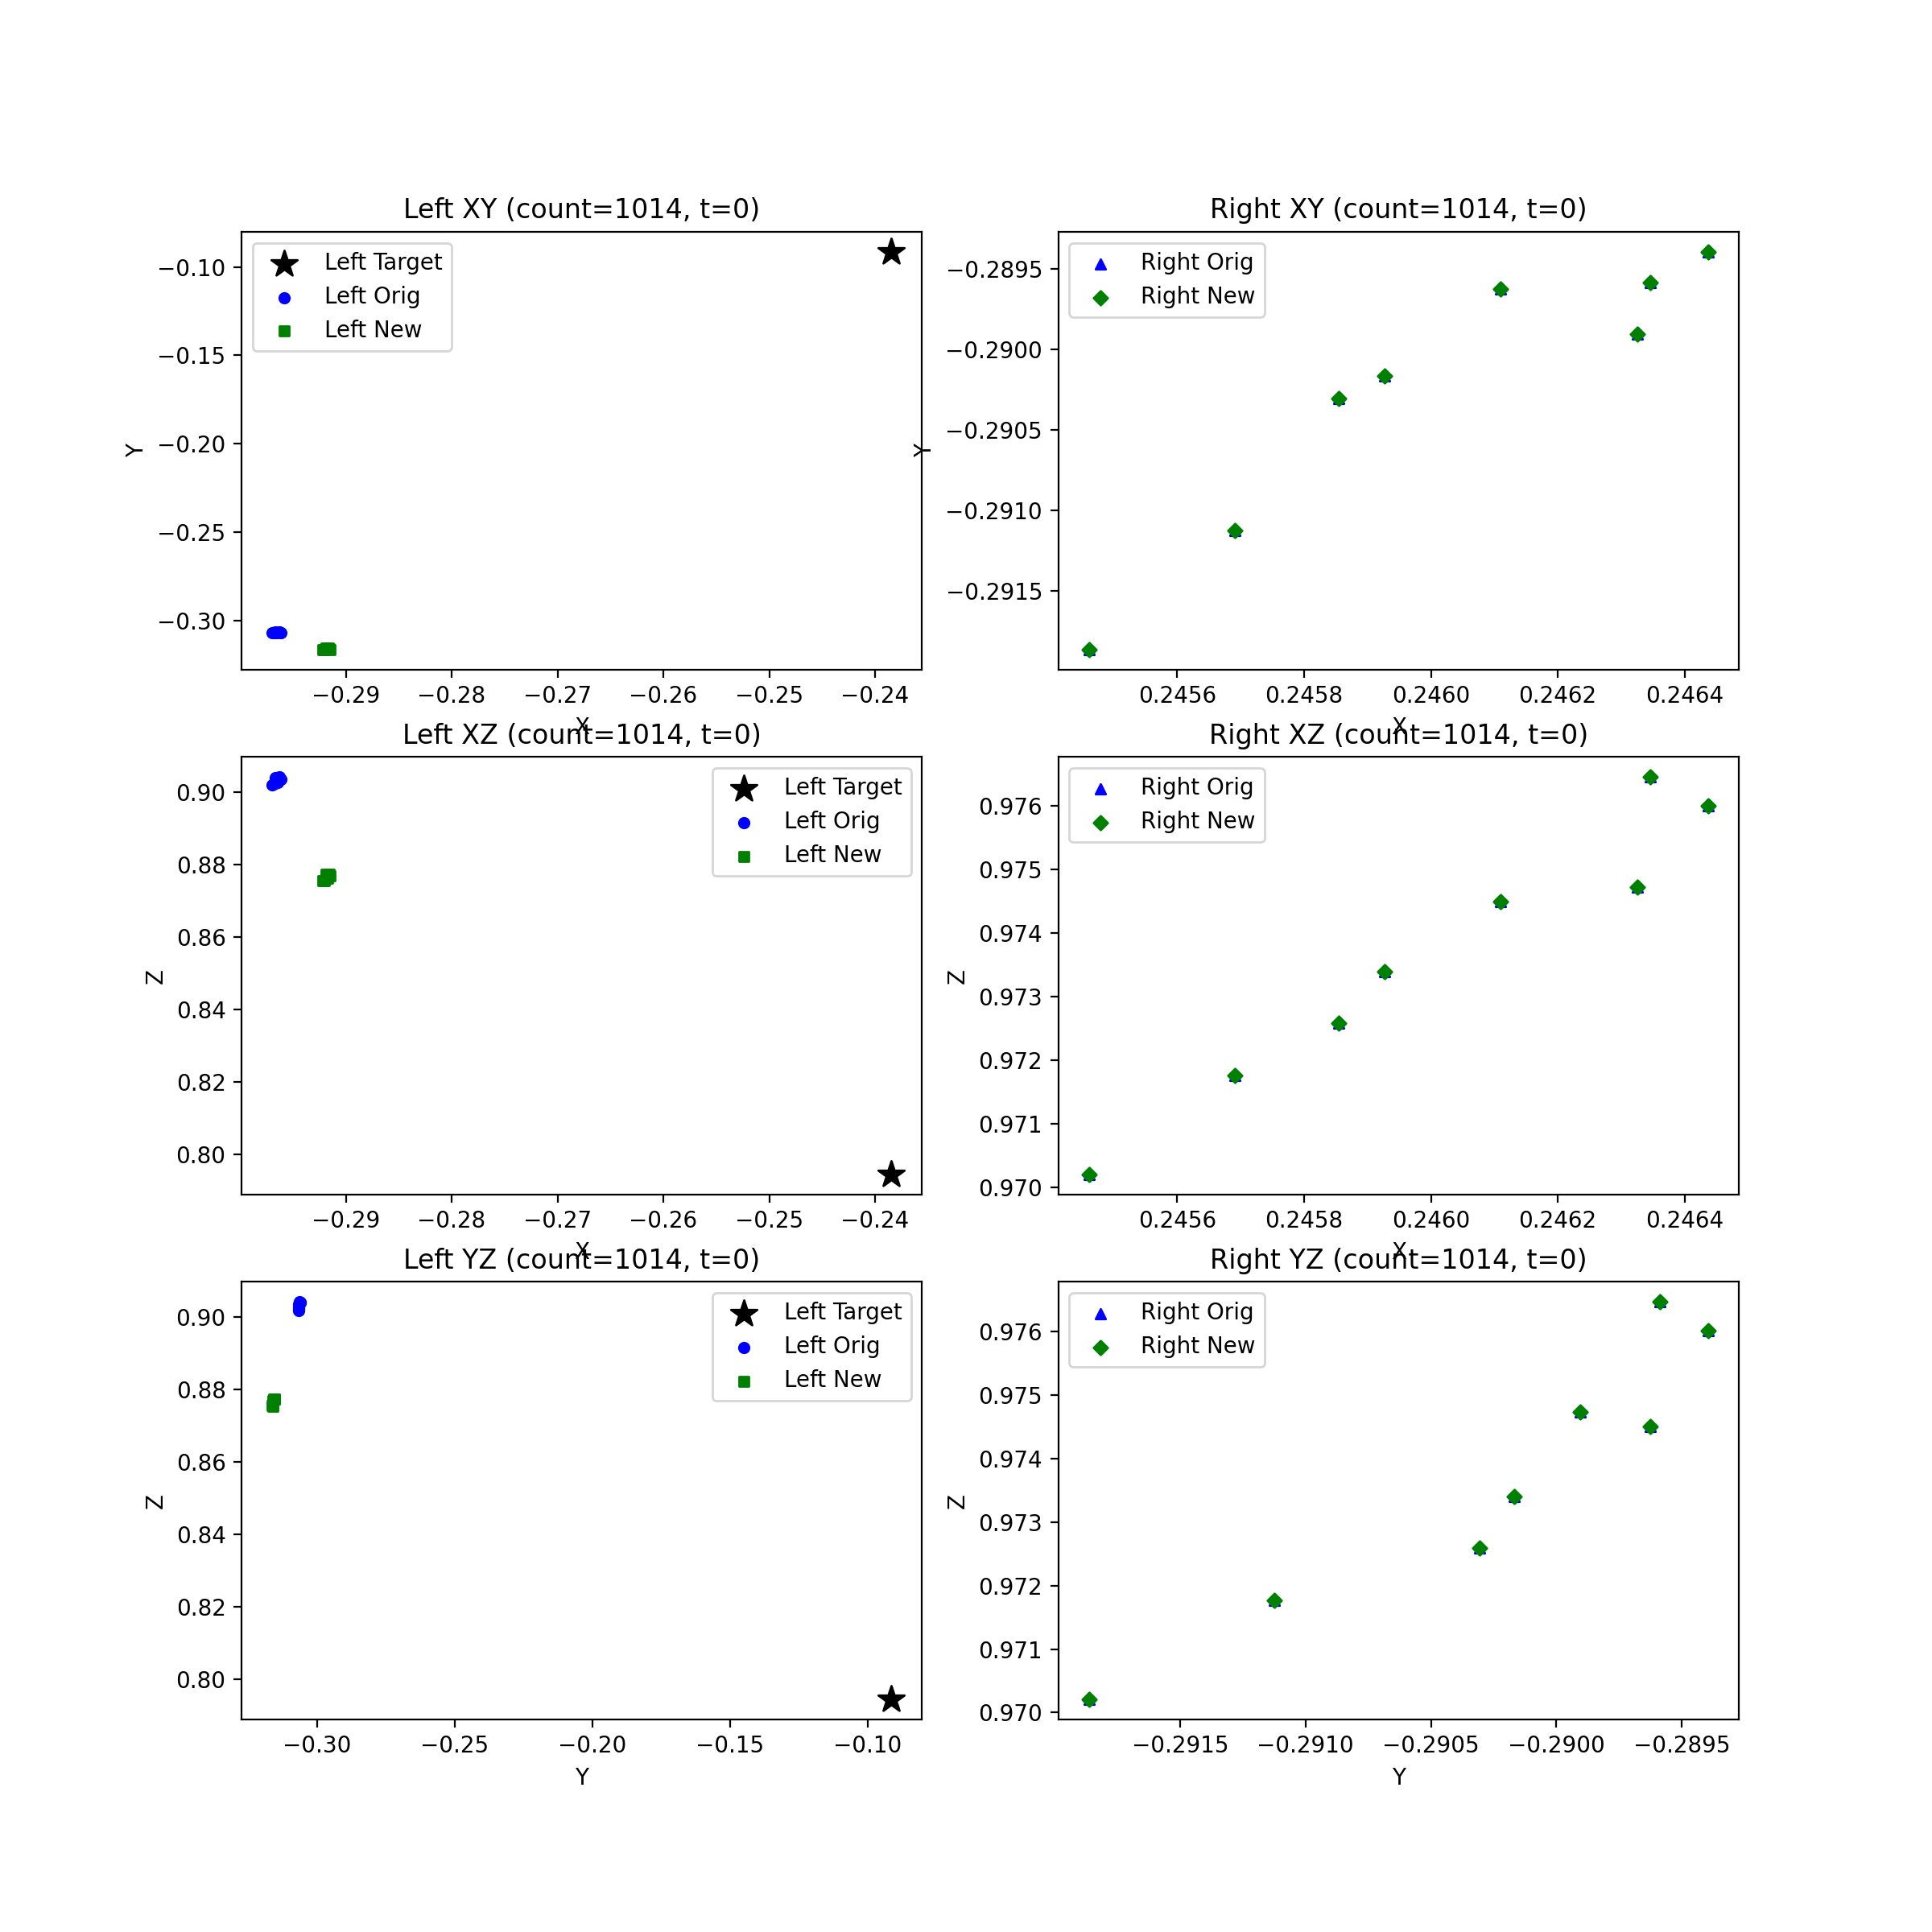 Left XY (count=1014, t=0)
Left Target
Left Orig
Left New
−0.10
−0.15
−0.20
−0.25
−0.30
Y
−0.29
−0.28
−0.27
−0.26
−0.25
−0.24
X
Right XY (count=1014, t=0)
Right Orig
Right New
−0.2895
−0.2900
−0.2905
−0.2910
−0.2915
Y
0.2456
0.2458
0.2460
0.2462
0.2464
X
Left XZ (count=1014, t=0)
Left Target
Left Orig
Left New
0.90
0.88
0.86
0.84
0.82
0.80
Z
−0.29
−0.28
−0.27
−0.26
−0.25
−0.24
X
Right XZ (count=1014, t=0)
Right Orig
Right New
0.976
0.975
0.974
0.973
0.972
0.971
0.970
Z
0.2456
0.2458
0.2460
0.2462
0.2464
X
Left YZ (count=1014, t=0)
Left Target
Left Orig
Left New
0.90
0.88
0.86
0.84
0.82
0.80
Z
−0.30
−0.25
−0.20
−0.15
−0.10
Y
Right YZ (count=1014, t=0)
Right Orig
Right New
0.976
0.975
0.974
0.973
0.972
0.971
0.970
Z
−0.2915
−0.2910
−0.2905
−0.2900
−0.2895
Y